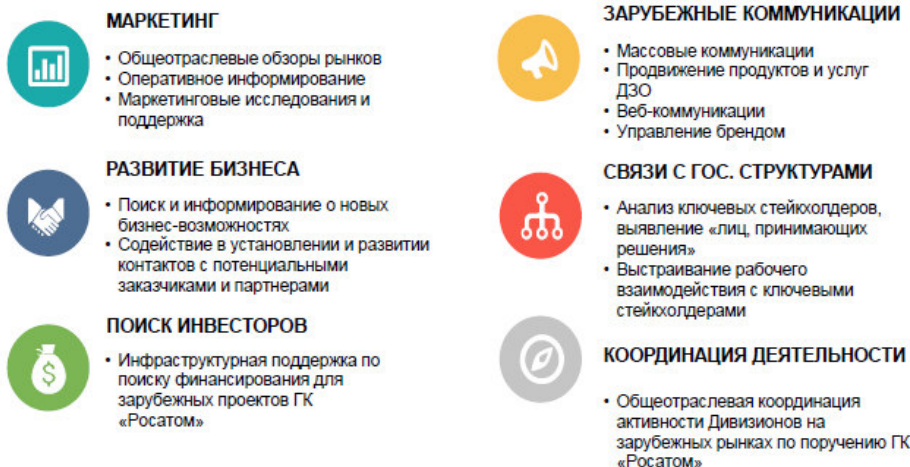 МАРКЕТИНГ
• Общеотраслевые обзоры рынков
• Оперативное информирование
• Маркетинговые исследования и
поддержка
РАЗВИТИЕ БИЗНЕСА
• Поиск и информирование о новых
бизнес-возможностях
• Содействие в установлении и развитии
контактов с потенциальными
заказчиками и партнерами
ПОИСК ИНВЕСТОРОВ
• Инфраструктурная поддержка по
поиску финансирования для
зарубежных проектов ГК
«Росатом»
ЗАРУБЕЖНЫЕ КОММУНИКАЦИИ
• Массовые коммуникации
• Продвижение продуктов и услуг
ДЗО
• Веб-коммуникации
• Управление брендом
СВЯЗИ С ГОС. СТРУКТУРАМИ
• Анализ ключевых стейкхолдеров,
выявление «лиц, принимающих
решения»
• Выстраивание рабочего
взаимодействия с ключевыми
стейкхолдерами
КООРДИНАЦИЯ ДЕЯТЕЛЬНОСТИ
• Общеотраслевая координация
активности Дивизионов на
зарубежных рынках по поручению ГК
«Росатом»
$